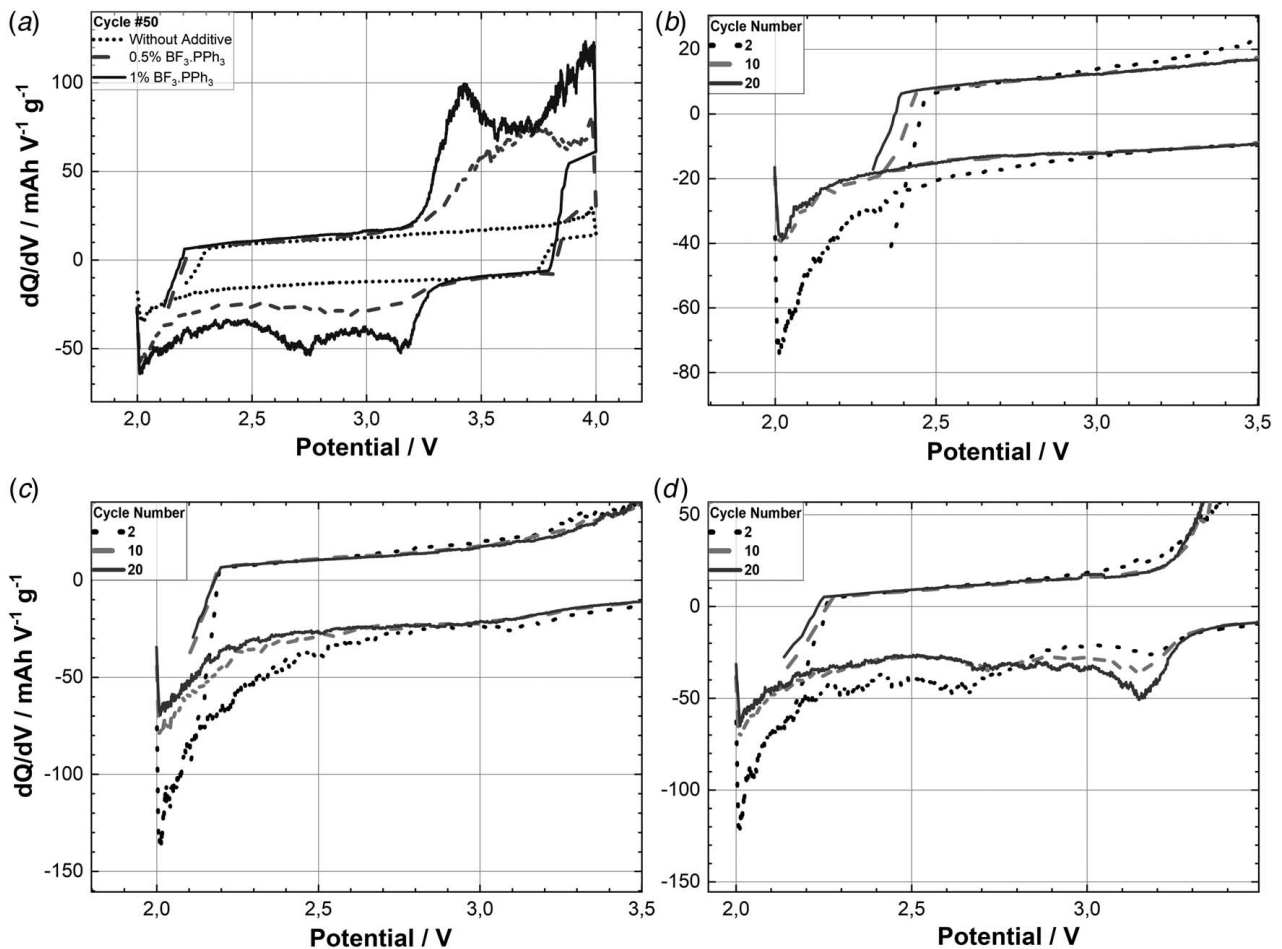 (a)
Cycle #50
Without Additive
0.5% BF₃.PPh₃
1% BF₃.PPh₃
100
50
0
-50
dQ/dV / mAh V⁻¹ g⁻¹
2,0 2,5 3,0 3,5 4,0
Potential / V
(b)
Cycle Number
2
10
20
20
0
-20
-40
-60
-80
2,0 2,5 3,0 3,5
Potential / V
(c)
Cycle Number
2
10
20
0
-50
-100
-150
dQ/dV / mAh V⁻¹ g⁻¹
2,0 2,5 3,0 3,5
Potential / V
(d)
Cycle Number
2
10
20
50
0
-50
-100
-150
2,0 2,5 3,0
Potential / V